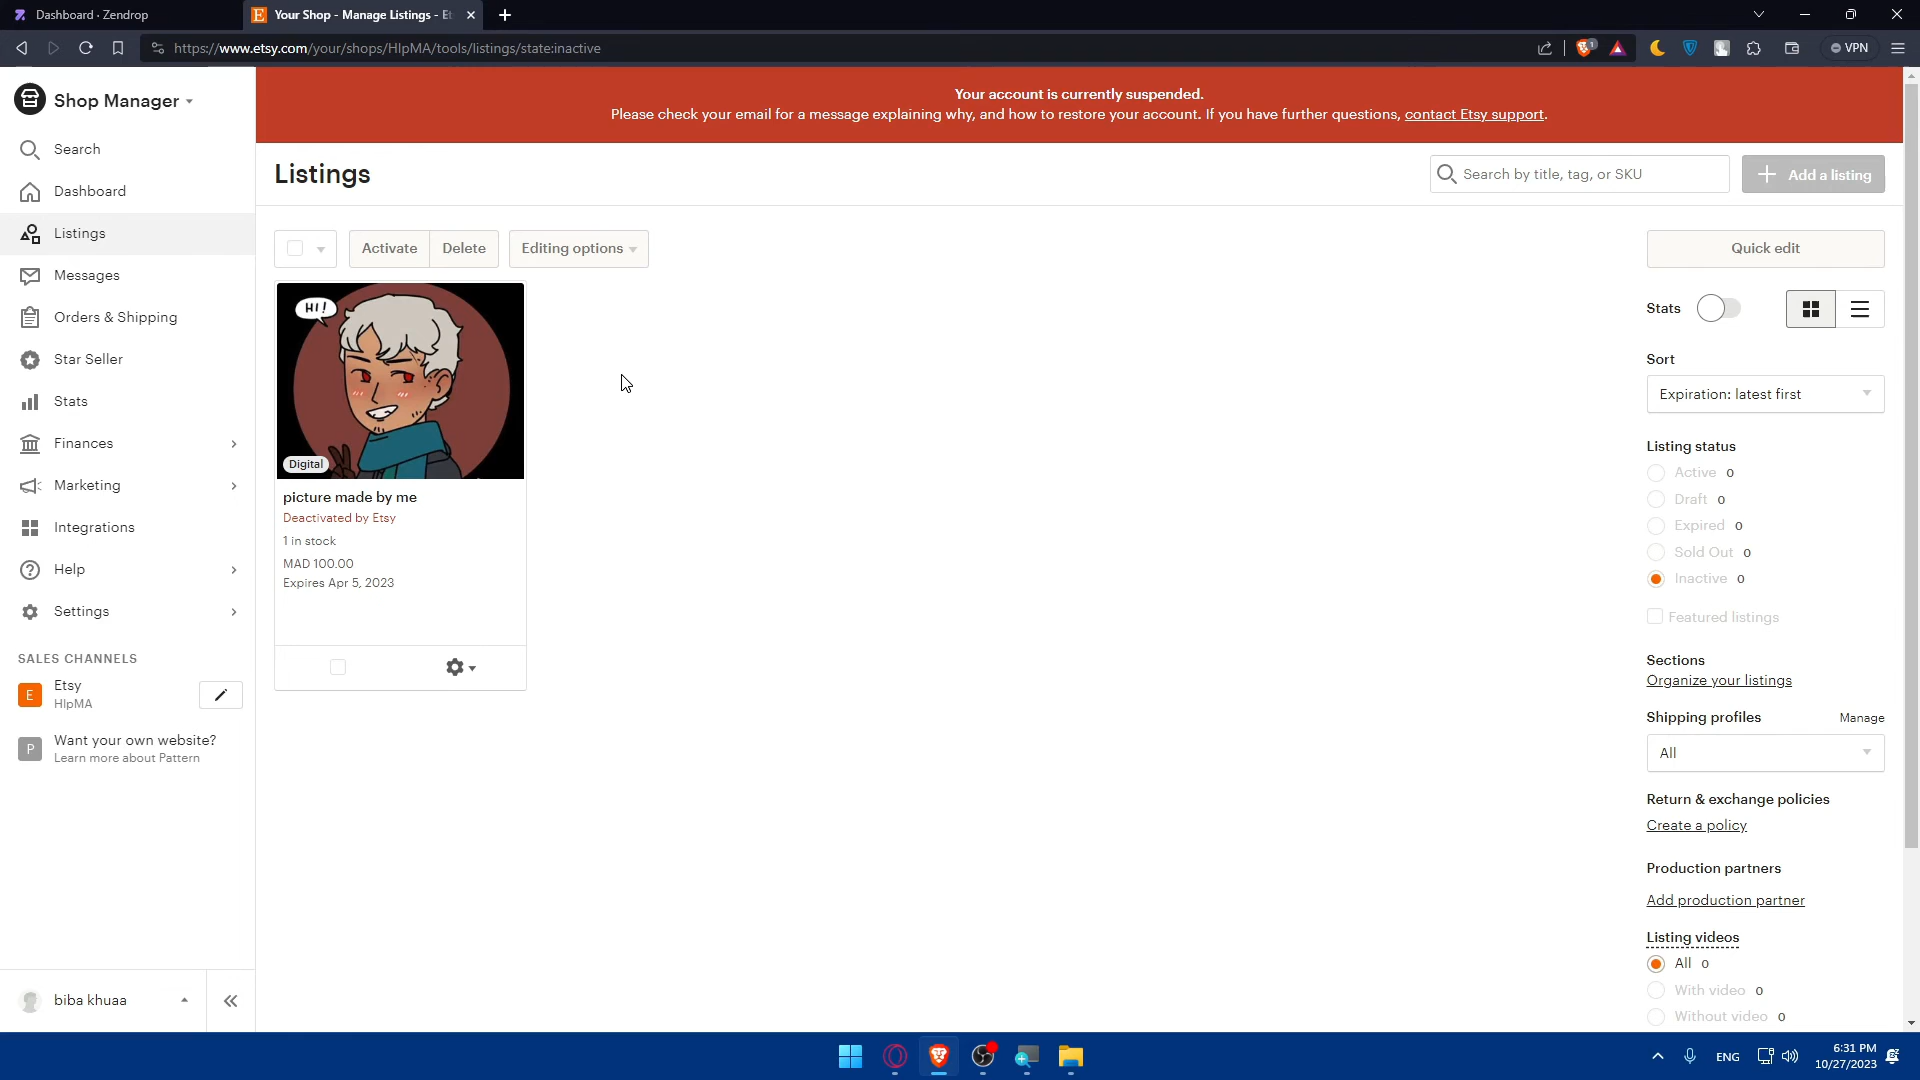 Dashboard · Zendrop
Your Shop - Manage Listings - Et
https://www.etsy.com/your/shops/HlpMA/tools/listings/state:inactive
1
VPN
Shop Manager
Search
Dashboard
Listings
Messages
Orders & Shipping
Star Seller
Stats
Finances
Marketing
Integrations
Help
Settings
SALES CHANNELS
E
Etsy
HlpMA
P
Want your own website?
Learn more about Pattern
biba khuaa
Your account is currently suspended.
Please check your email for a message explaining why, and how to restore your account. If you have further questions, contact Etsy support.
Listings
Search by title, tag, or SKU
Add a listing
Activate
Delete
Editing options
HI!
Digital
picture made by me
Deactivated by Etsy
1 in stock
MAD 100.00
Expires Apr 5, 2023
Quick edit
Stats
Sort
Expiration: latest first
Listing status
Active 0
Draft 0
Expired 0
Sold Out 0
Inactive 0
Featured listings
Sections
Organize your listings
Shipping profiles
Manage
All
Return & exchange policies
Create a policy
Production partners
Add production partner
Listing videos
All 0
With video 0
Without video 0
ENG
6:31 PM
10/27/2023